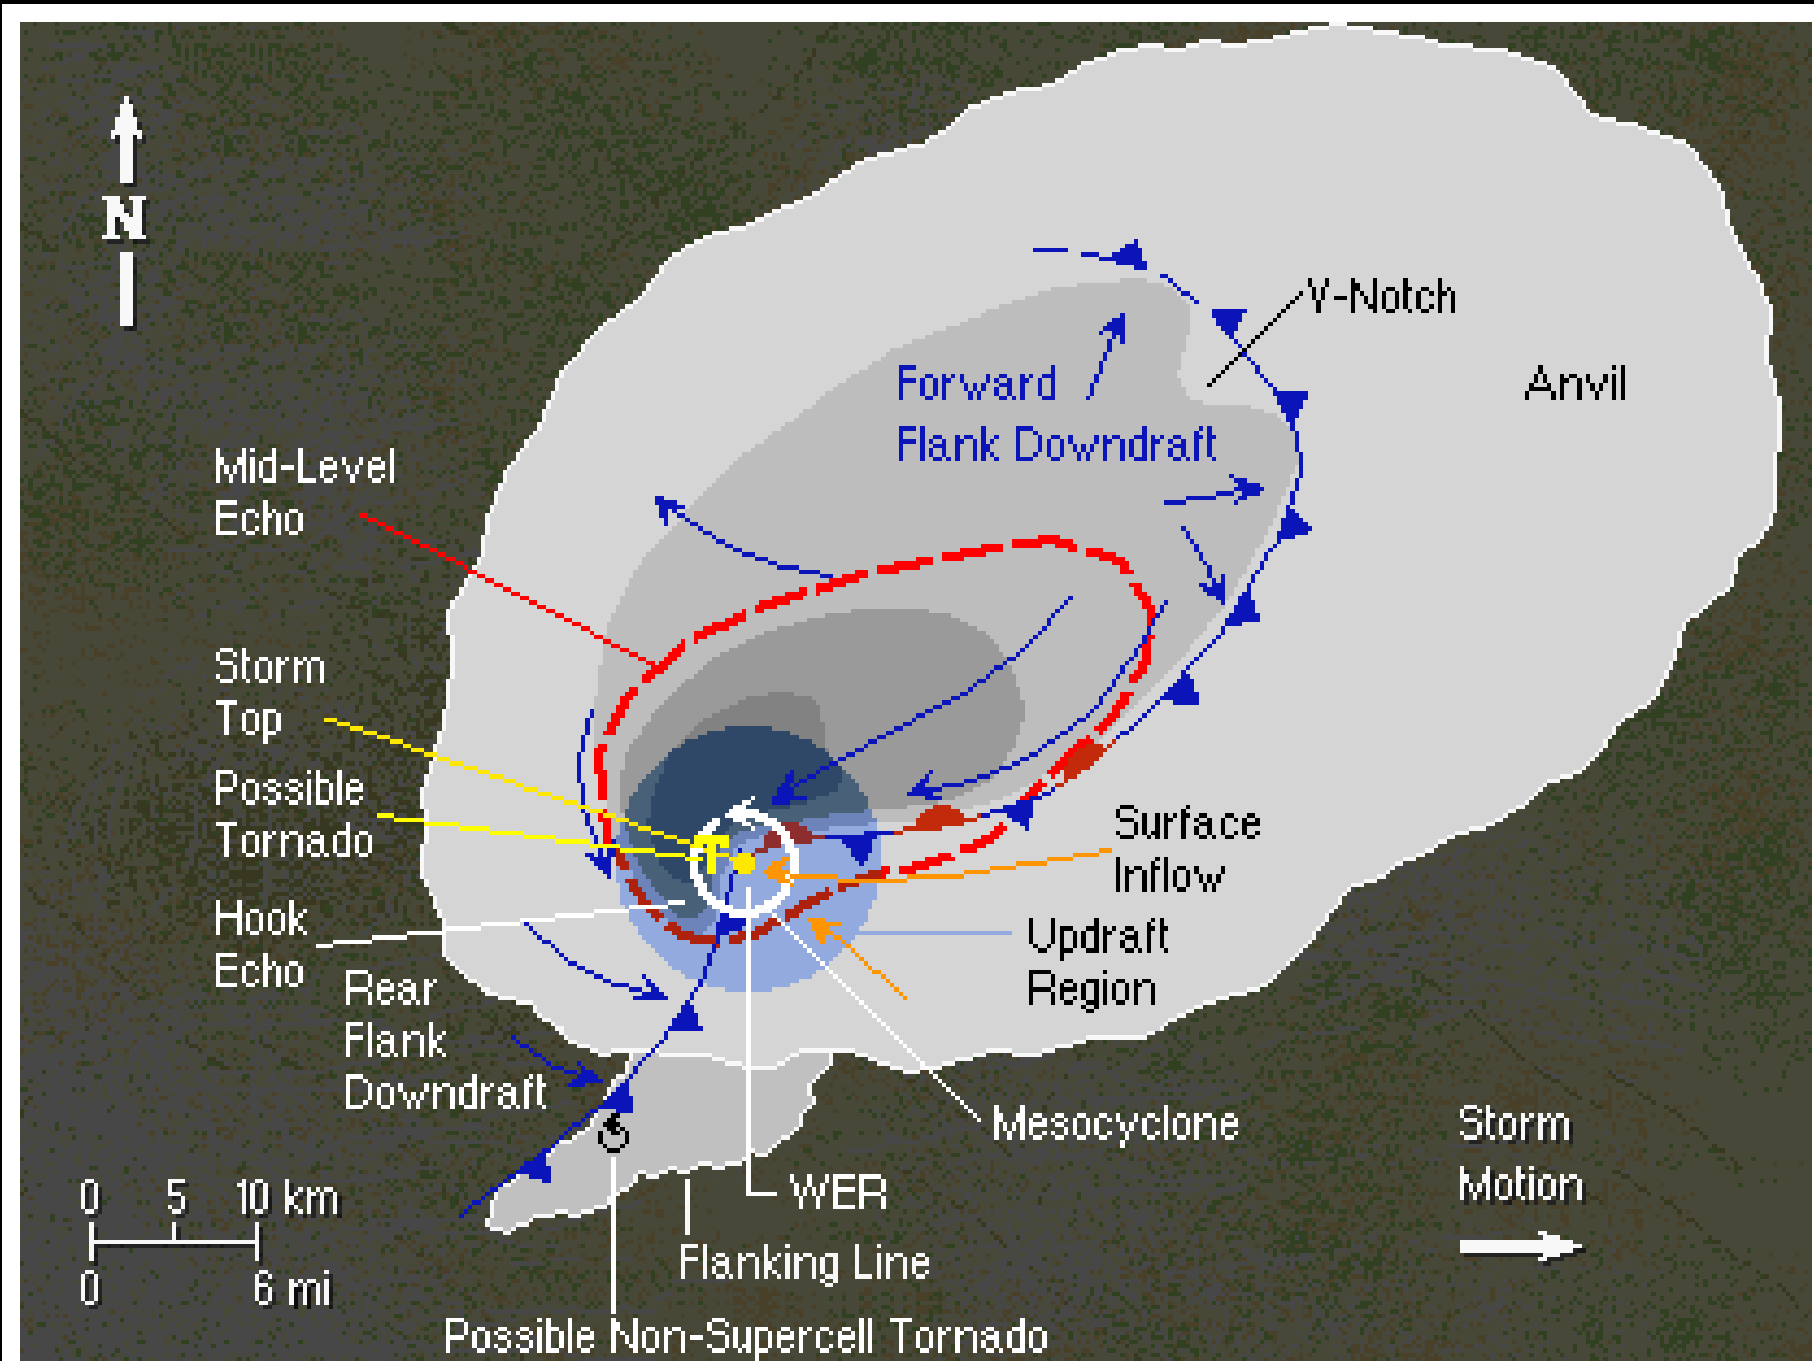 N
V-Notch
Anvil
Forward
Flank Downdraft
Mid-Level
Echo
Storm
Top
Possible
Tornado
Surface
Inflow
Hook
Echo
Updraft
Region
Rear
Flank
Downdraft
Mesocyclone
Storm
Motion
WER
0 5 10 km
0 6 mi
Flanking Line
Possible Non-Supercell Tornado
T